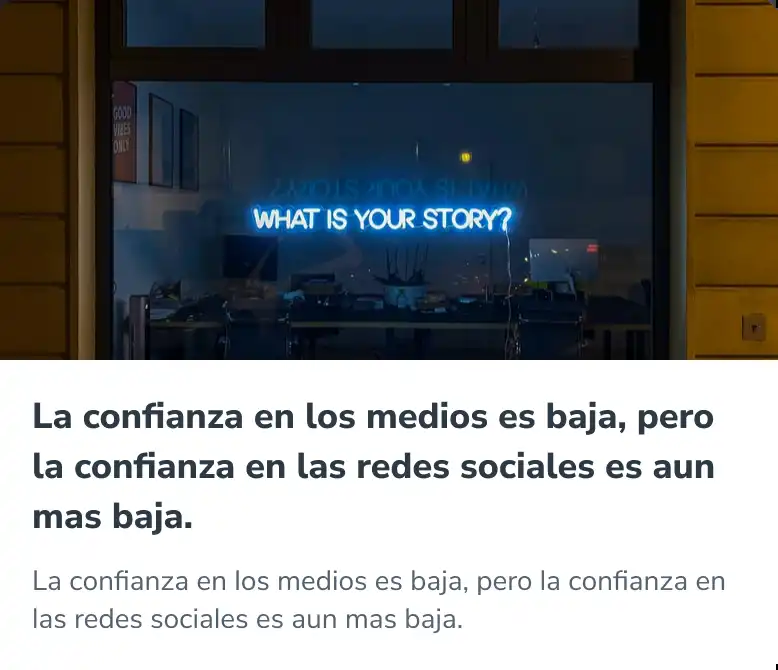 GOOD
VIBES
ONLY
WHAT IS YOUR STORY?
La confianza en los medios es baja, pero
la confianza en las redes sociales es aun
mas baja.
La confianza en los medios es baja, pero la confianza en
las redes sociales es aun mas baja.